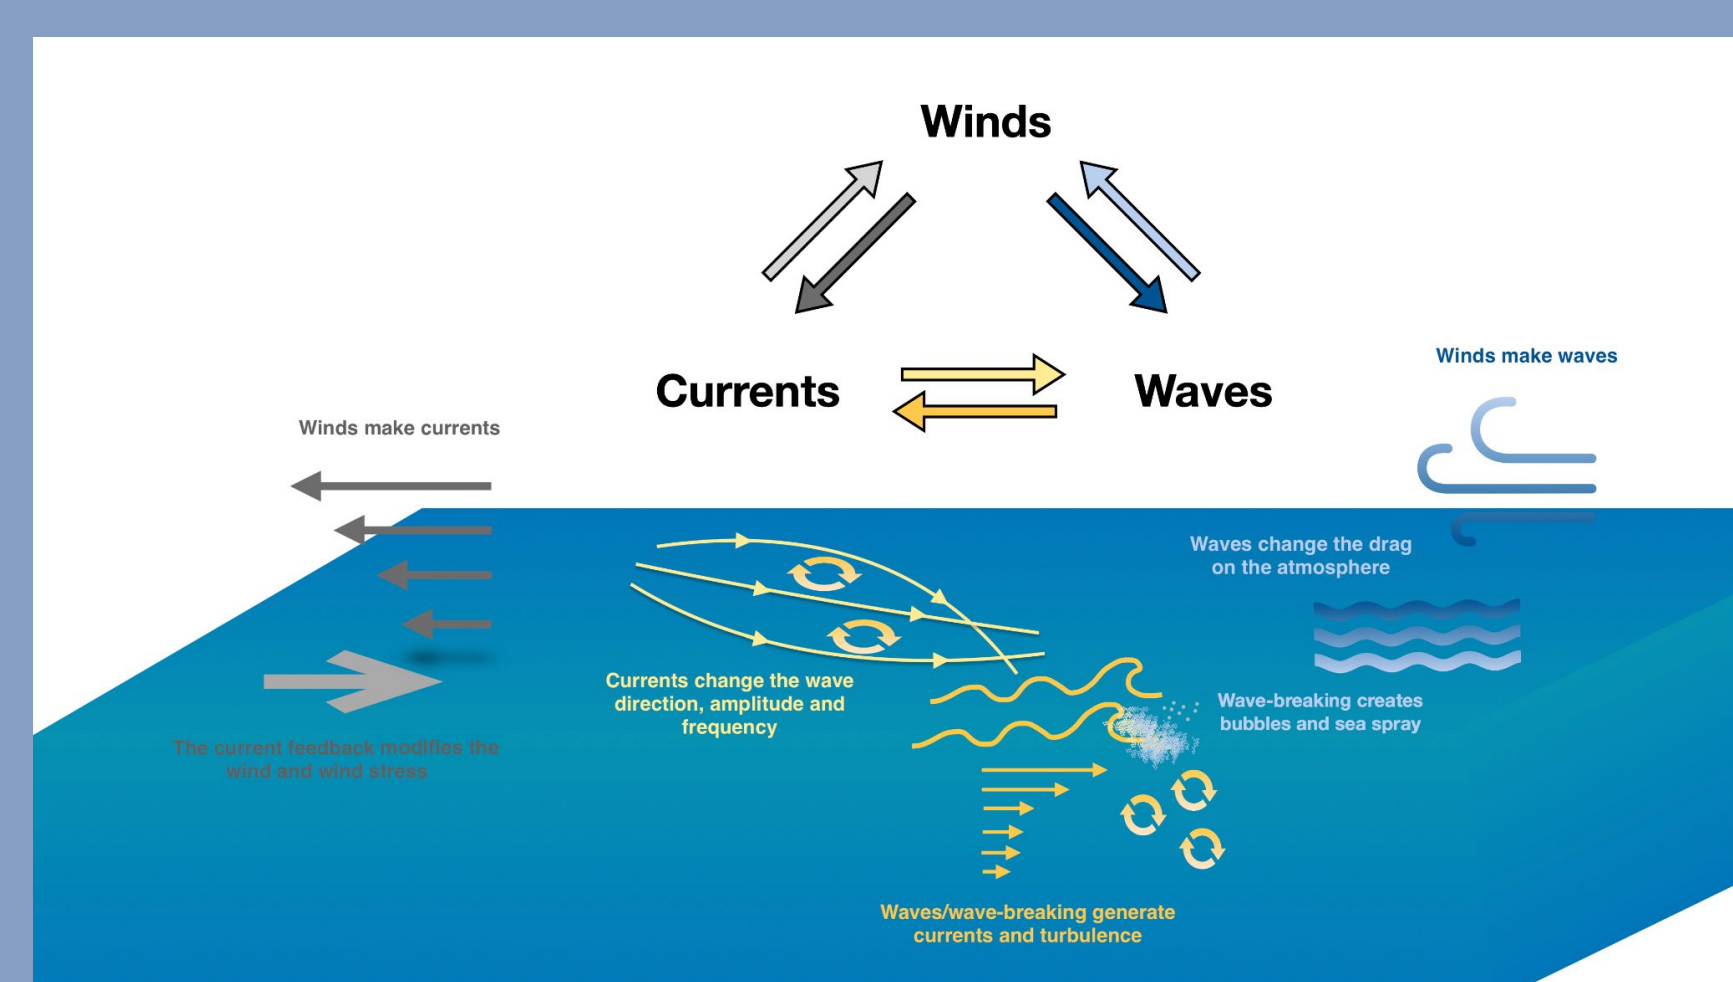 Winds
Currents
Waves
Winds make waves
Winds make currents
Waves change the drag
on the atmosphere
Currents change the wave
direction, amplitude and
frequency
Wave-breaking creates
bubbles and sea spray
The current feedback modifies the
wind and wind stress
Waves/wave-breaking generate
currents and turbulence